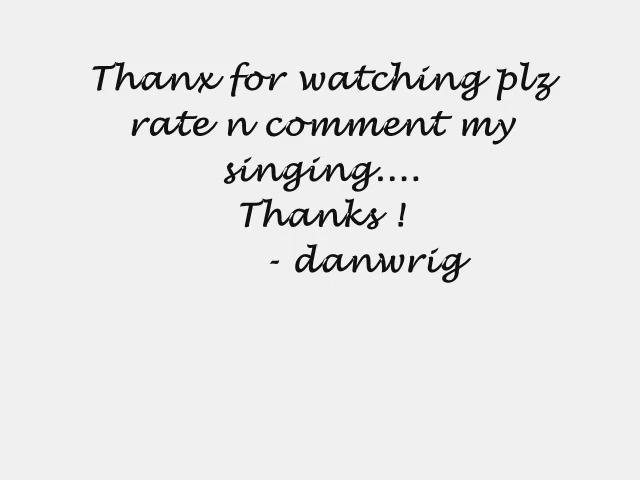 Thanx for watching plz
rate n comment my
singing....
Thanks !
- danwrig